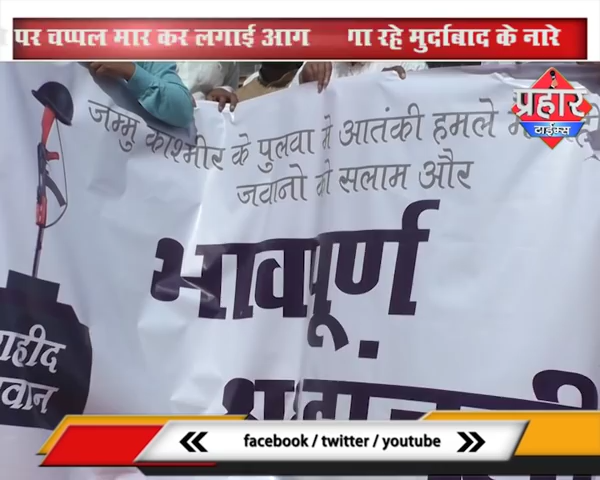 पर चप्पल मार कर लगाई आग गा रहे मुर्दाबाद के नारे
प्रहार
टाईम्स
जम्मु काश्मीर के पुलवा मे आतंकी हमले
जवानो को सलाम और
भावपूर्ण
facebook / twitter / youtube